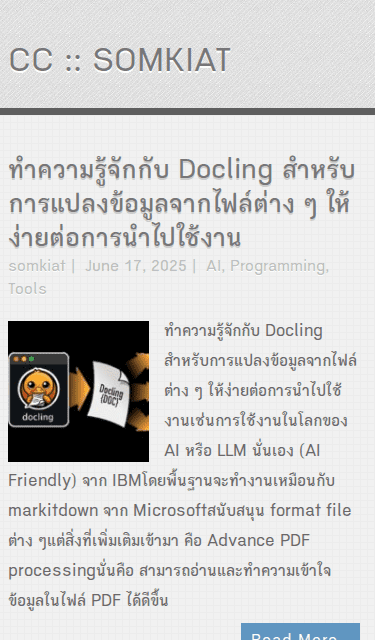 CC :: SOMKIAT
ทำความรู้จักกับ Docling สำหรับ
การแปลงข้อมูลจากไฟล์ต่าง ๆ ให้
ง่ายต่อการนำไปใช้งาน
somkiat | June 17, 2025 | AI, Programming,
Tools
docling
Docling
(DOC)
ทำความรู้จักกับ Docling
สำหรับการแปลงข้อมูลจากไฟล์
ต่าง ๆ ให้ง่ายต่อการนำไปใช้
งานเช่นการใช้งานในโลกของ
AI หรือ LLM นั่นเอง (AI
Friendly) จาก IBMโดยพื้นฐานจะทำงานเหมือนกับ
markitdown จาก Microsoftสนับสนุน format file
ต่าง ๆแต่สิ่งที่เพิ่มเติมเข้ามา คือ Advance PDF
processingนั่นคือ สามารถอ่านและทำความเข้าใจ
ข้อมูลในไฟล์ PDF ได้ดีขึ้น
Read More